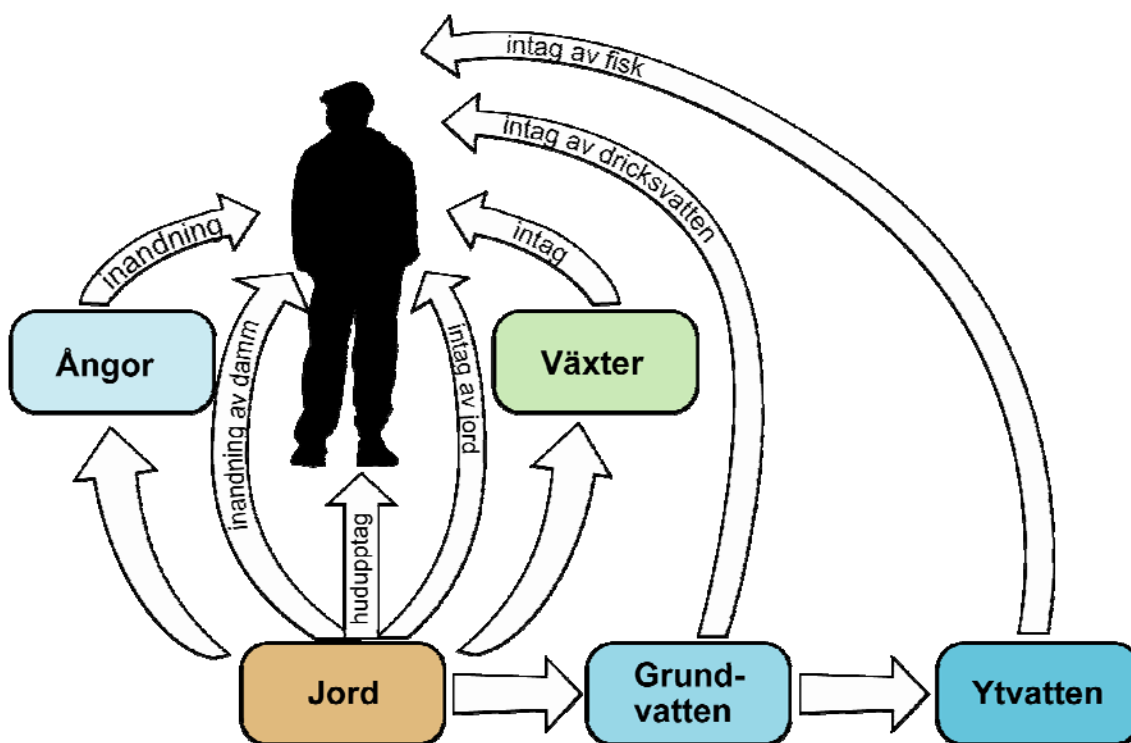 intag av fisk
intag av dricksvatten
inandning
intag
Ångor
inandning av damm
intag av jord
Växter
hudupptag
Jord
Grund-
vatten
Ytvatten